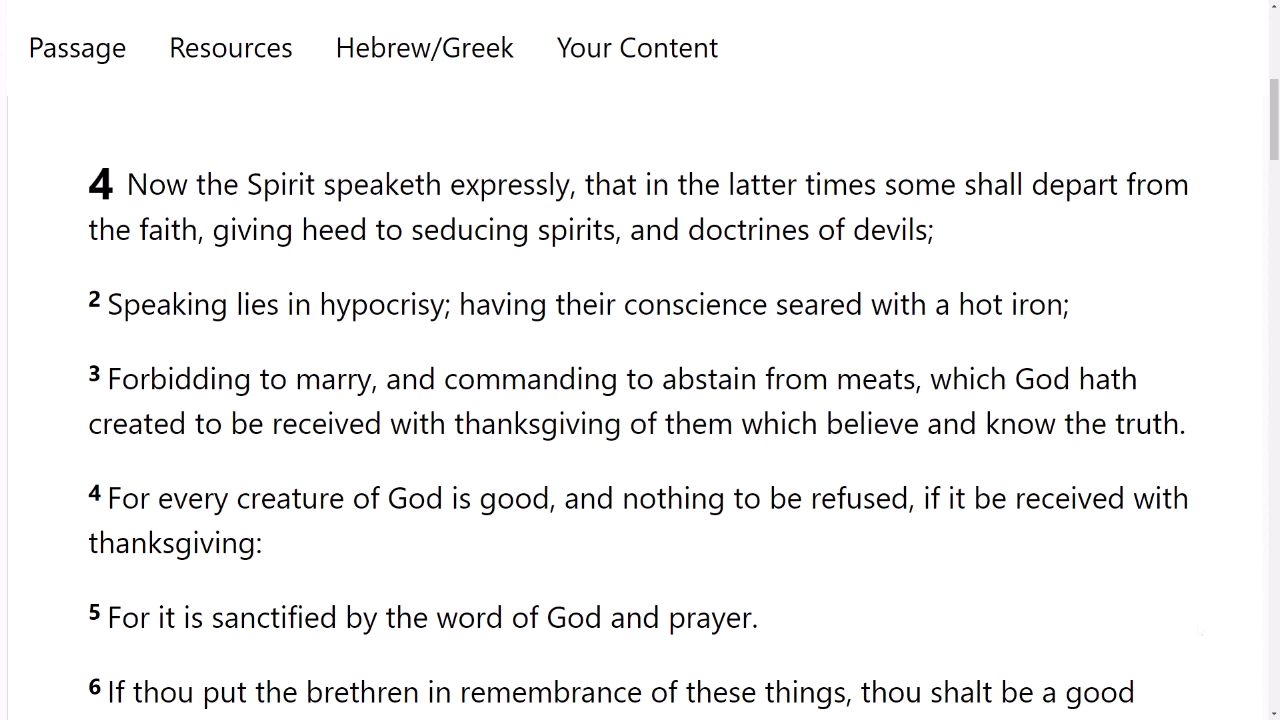 Passage Resources Hebrew/Greek Your Content
4 Now the Spirit speaketh expressly, that in the latter times some shall depart from
the faith, giving heed to seducing spirits, and doctrines of devils;
2 Speaking lies in hypocrisy; having their conscience seared with a hot iron;
3 Forbidding to marry, and commanding to abstain from meats, which God hath
created to be received with thanksgiving of them which believe and know the truth.
4 For every creature of God is good, and nothing to be refused, if it be received with
thanksgiving:
5 For it is sanctified by the word of God and prayer.
6 If thou put the brethren in remembrance of these things, thou shalt be a good